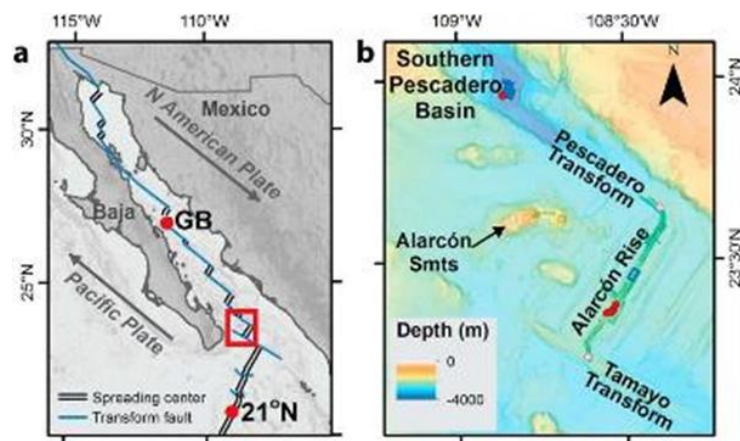 115°W
110°W
a
N American Plate
Mexico
30°N
Baja
GB
25°N
Pacific Plate
Spreading center
Transform fault
21°N
109°W
108°30'W
b
Southern
Pescadero
Basin
N
24°N
Pescadero
Transform
Alarcón
Smts
Alarcón Rise
23°30'N
Depth (m)
0
-4000
Tamayo
Transform